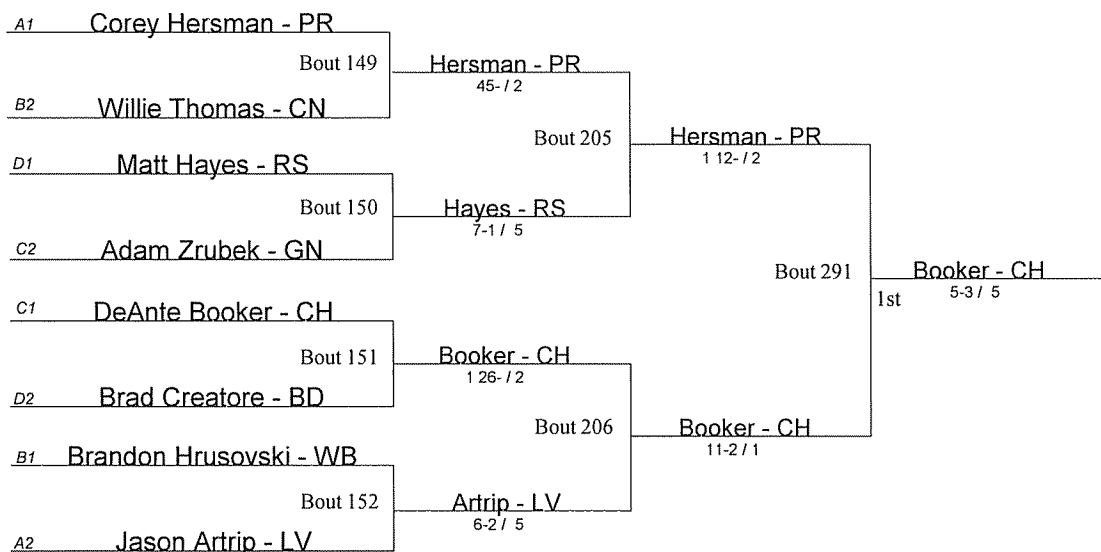 A1 Corey Hersman - PR
Bout 149
Hersman - PR
45- / 2
B2 Willie Thomas - CN
Bout 205
Hersman - PR
1 12- / 2
D1 Matt Hayes - RS
Bout 150
Hayes - RS
7-1 / 5
C2 Adam Zrubek - GN
Bout 291
Booker - CH
5-3 / 5
1st
C1 DeAnte Booker - CH
Bout 151
Booker - CH
1 26- / 2
D2 Brad Creatore - BD
Bout 206
Booker - CH
11-2 / 1
B1 Brandon Hrusovski - WB
Bout 152
Artrip - LV
6-2 / 5
A2 Jason Artrip - LV